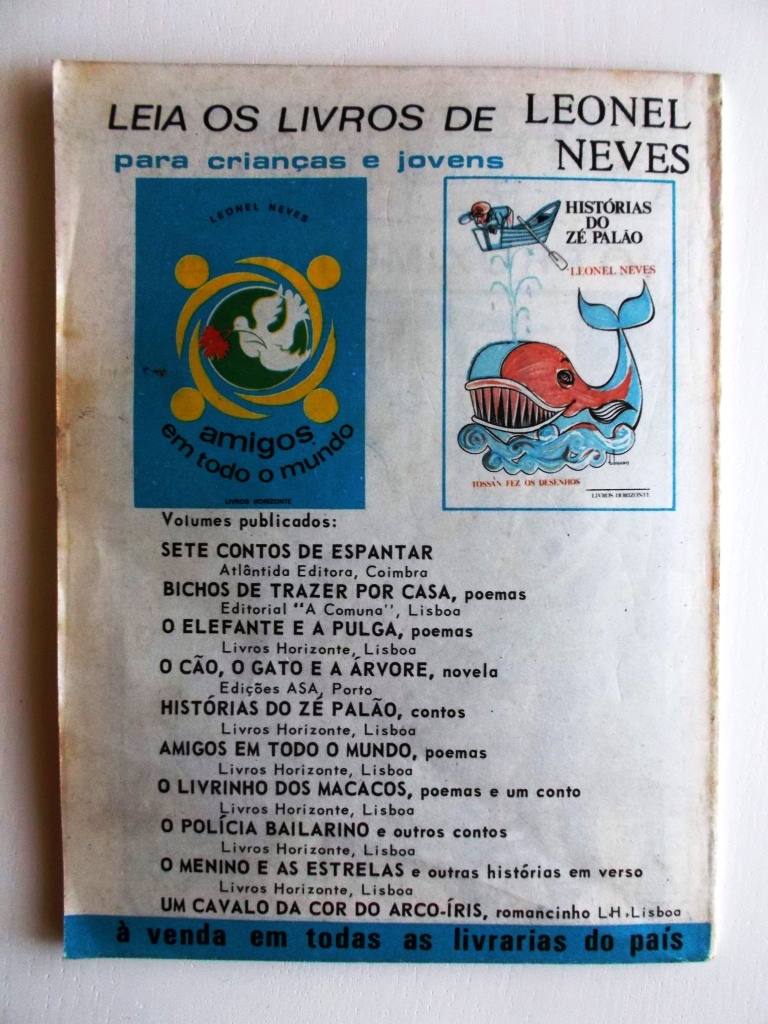 LEIA OS LIVROS DE LEONEL NEVES
para crianças e jovens
LEONEL NEVES
amigos
em todo o mundo
LIVROS HORIZONTE
HISTÓRIAS
DO
ZÉ PALÃO
LEONEL NEVES
TOSSAN FEZ OS DESENHOS
LIVROS HORIZONTE
Volumes publicados:
SETE CONTOS DE ESPANTAR
Atlântida Editora, Coimbra
BICHOS DE TRAZER POR CASA, poemas
Editorial "A Comuna", Lisboa
O ELEFANTE E A PULGA, poemas
Livros Horizonte, Lisboa
O CÃO, O GATO E A ÁRVORE, novela
Edições ASA, Porto
HISTÓRIAS DO ZÉ PALÃO, contos
Livros Horizonte, Lisboa
AMIGOS EM TODO O MUNDO, poemas
Livros Horizonte, Lisboa
O LIVRINHO DOS MACACOS, poemas e um conto
Livros Horizonte, Lisboa
O POLÍCIA BAILARINO e outros contos
Livros Horizonte, Lisboa
O MENINO E AS ESTRELAS e outras histórias em verso
Livros Horizonte, Lisboa
UM CAVALO DA COR DO ARCO-ÍRIS, romancinho L.H., Lisboa
à venda em todas as livrarias do país